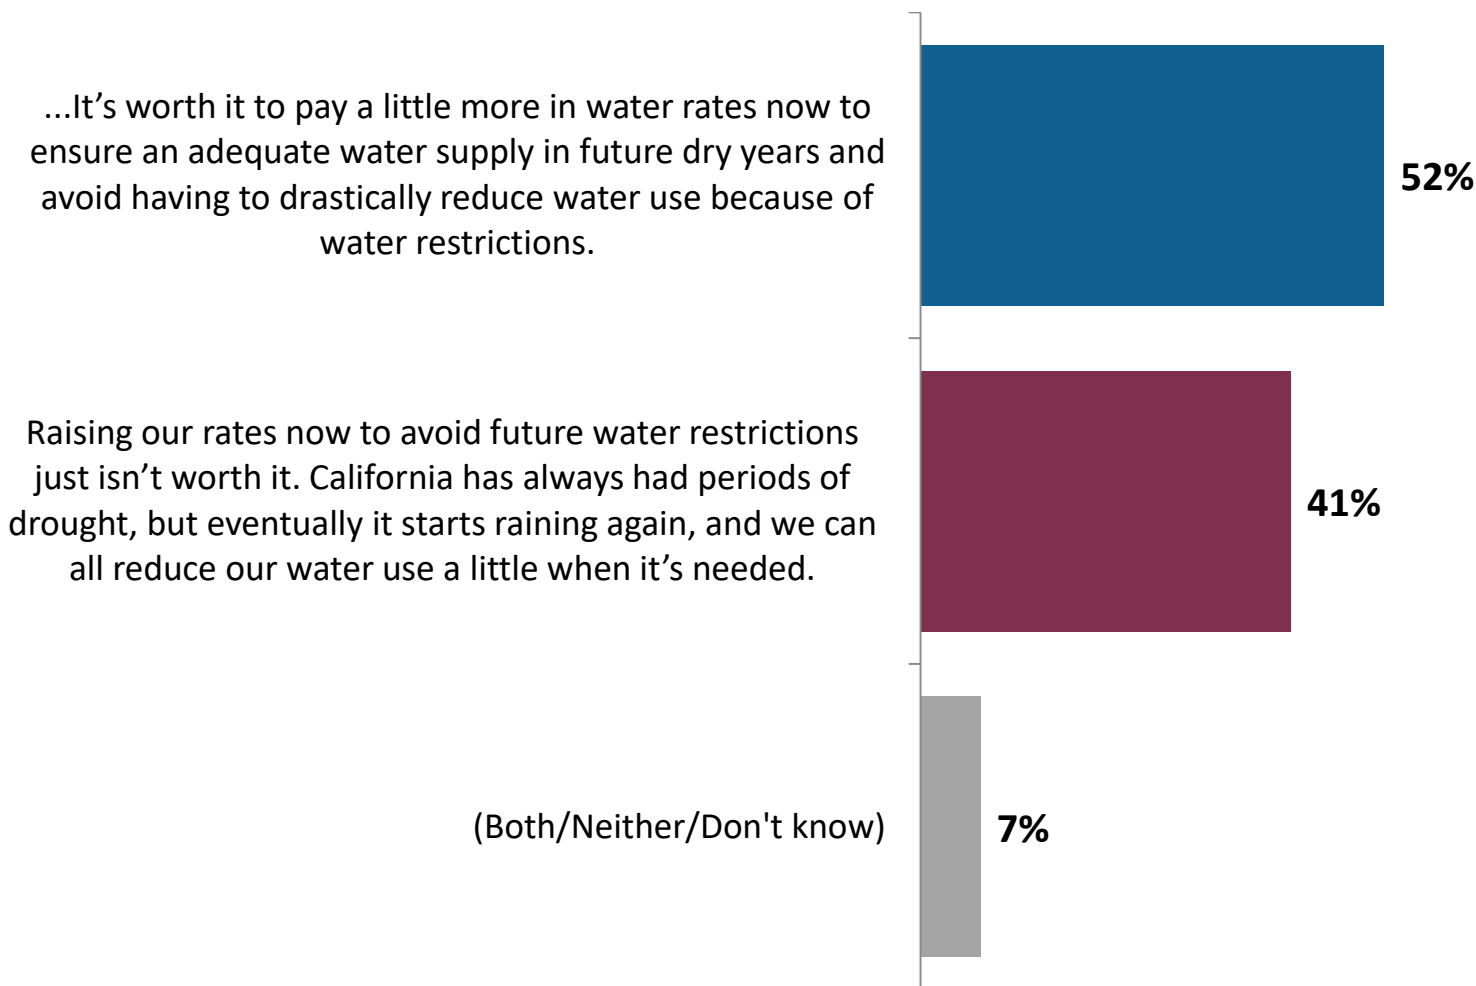 ...It’s worth it to pay a little more in water rates now to
ensure an adequate water supply in future dry years and
avoid having to drastically reduce water use because of
water restrictions.
52%
Raising our rates now to avoid future water restrictions
just isn’t worth it. California has always had periods of
drought, but eventually it starts raining again, and we can
all reduce our water use a little when it’s needed.
41%
(Both/Neither/Don't know)
7%